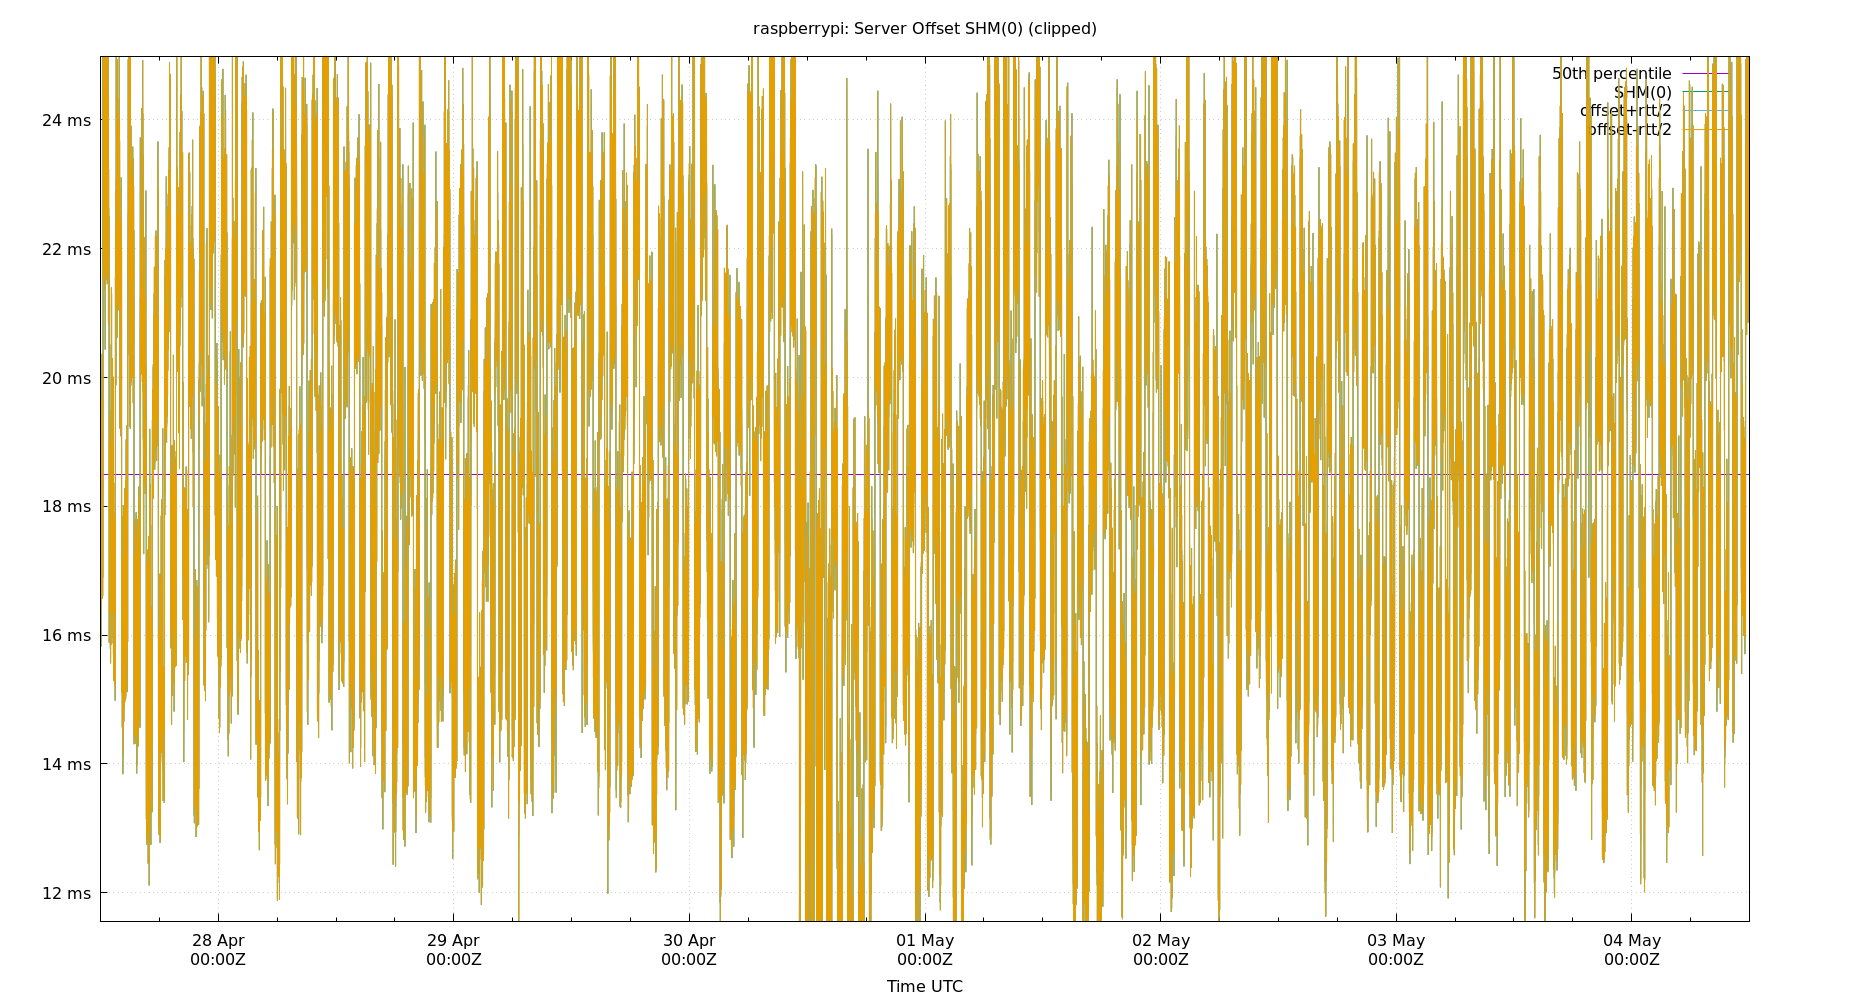 raspberrypi: Server Offset SHM(0) (clipped)
50th percentile
SHM(0)
offset+rtt/2
offset-rtt/2
24 ms
22 ms
20 ms
18 ms
16 ms
14 ms
12 ms
28 Apr 29 Apr 30 Apr 01 May 02 May 03 May 04 May
00:00Z 00:00Z 00:00Z 00:00Z 00:00Z 00:00Z 00:00Z
Time UTC